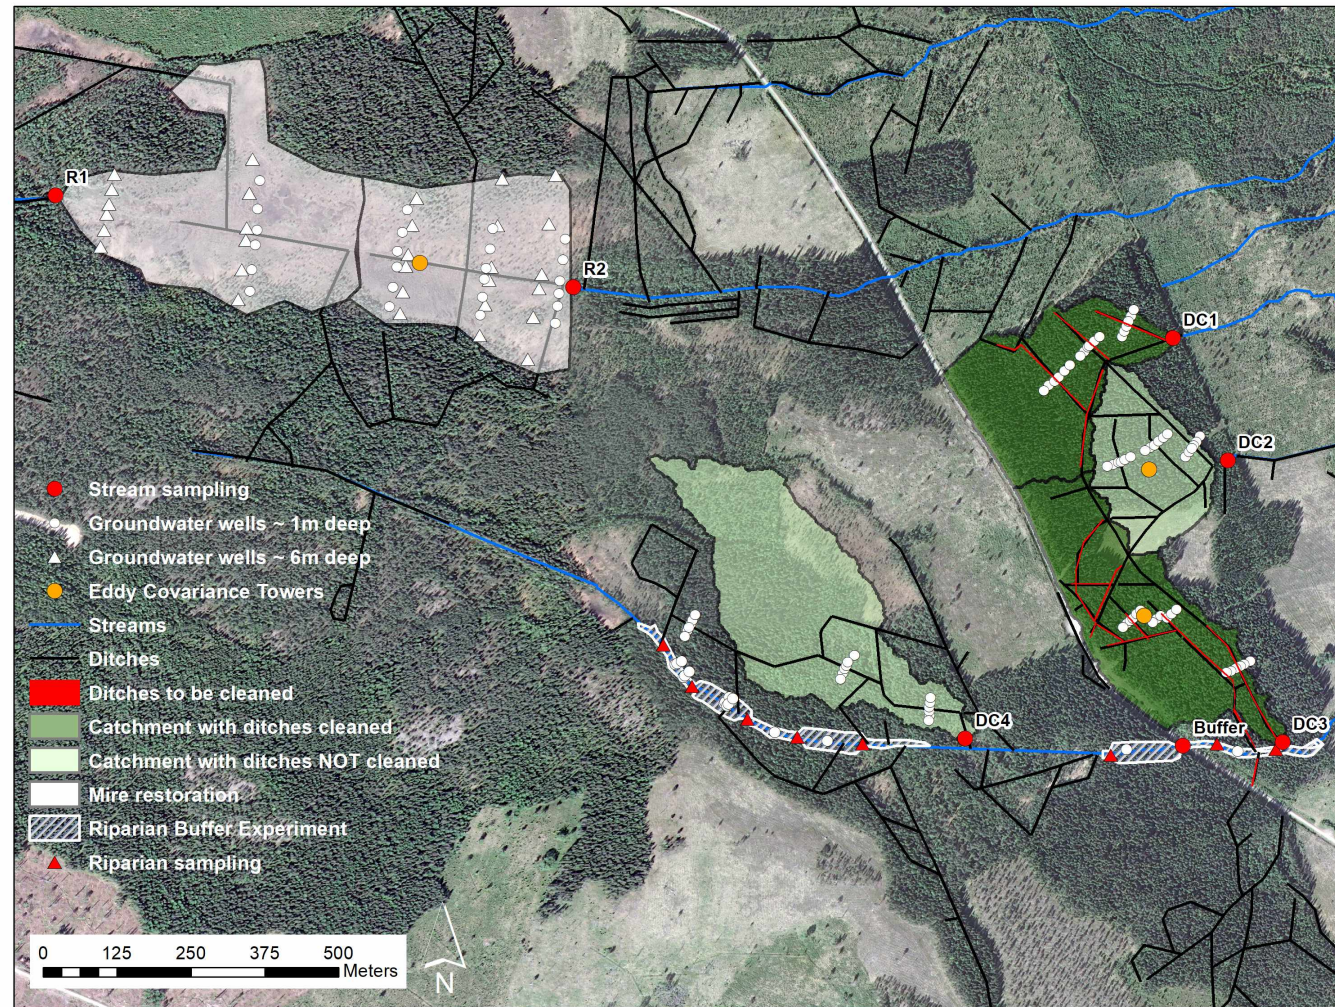 R1
R2
DC1
DC2
Stream sampling
Groundwater wells ~ 1m deep
Groundwater wells ~ 6m deep
Eddy Covariance Towers
Streams
Ditches
Ditches to be cleaned
Catchment with ditches cleaned
Catchment with ditches NOT cleaned
Mire restoration
Riparian Buffer Experiment
Riparian sampling
DC4
Buffer
DC3
0 125 250 375 500
Meters
N